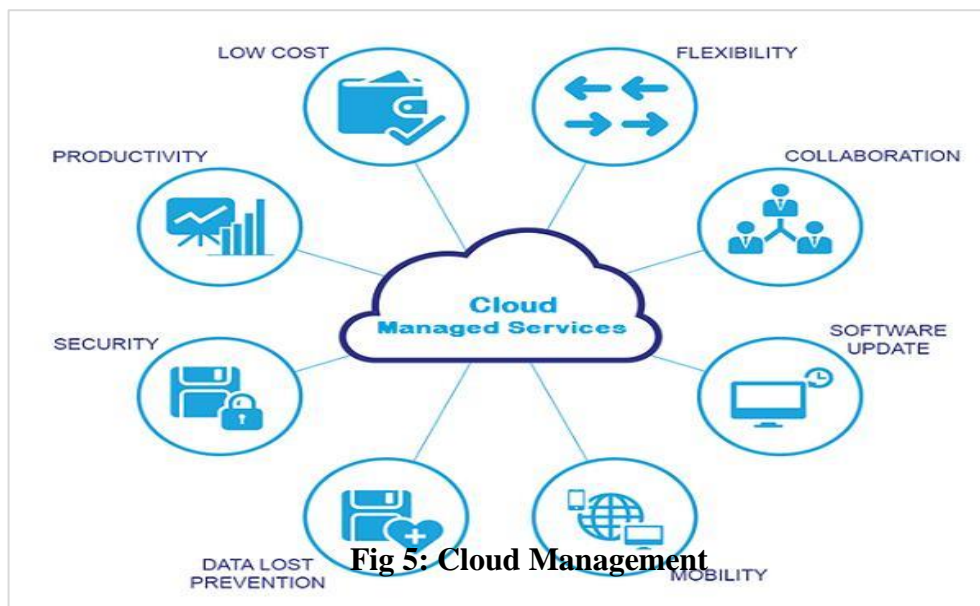 LOW COST
FLEXIBILITY
PRODUCTIVITY
COLLABORATION
Cloud
Managed Services
SECURITY
SOFTWARE
UPDATE
DATA LOST
PREVENTION
Fig 5: Cloud Management
MOBILITY